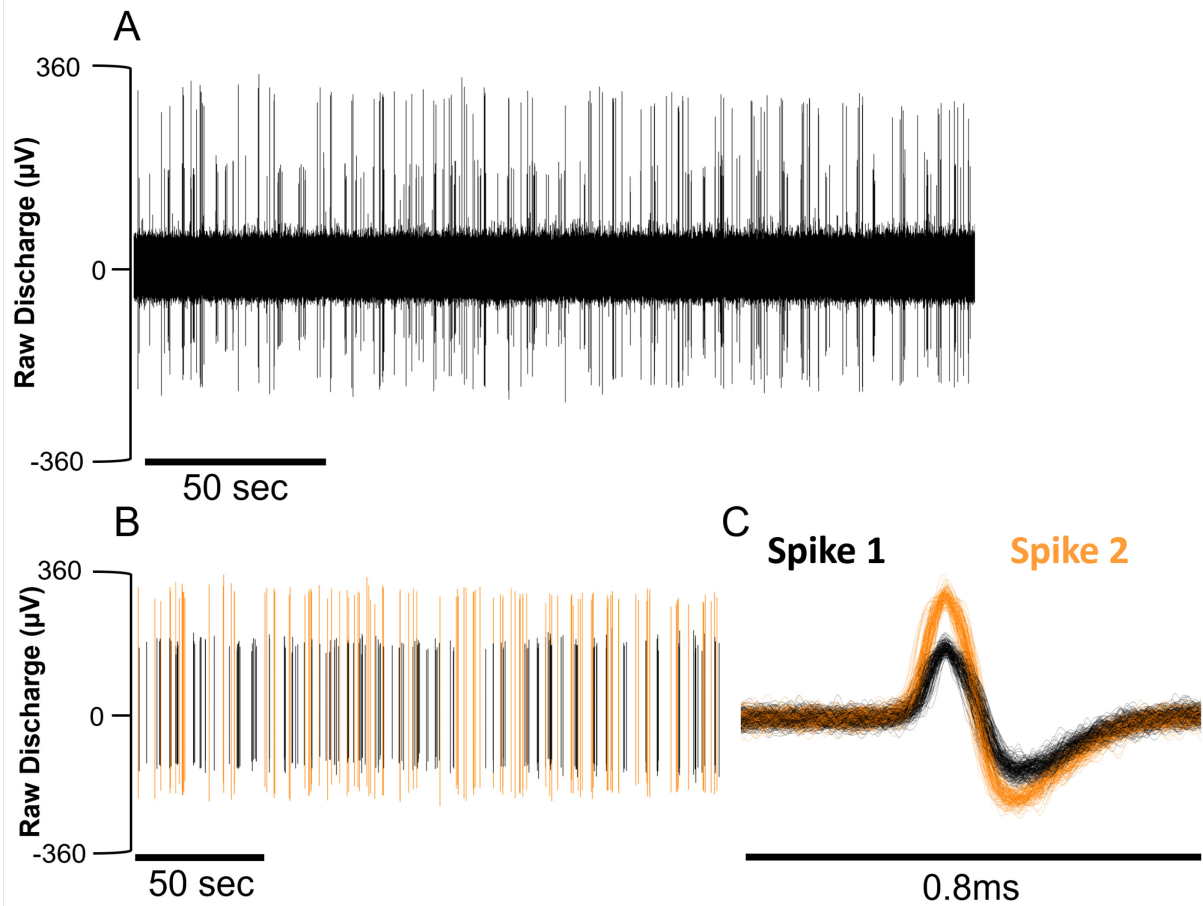 A
360
Raw Discharge (µV)
0
-360
50 sec
B
360
Raw Discharge (µV)
0
-360
50 sec
C
Spike 1
Spike 2
0.8ms